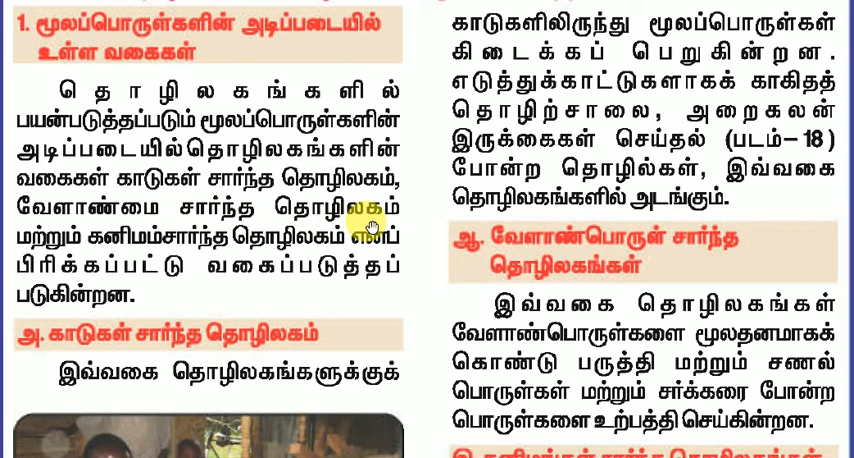 1. மூலப்பொருள்களின் அடிப்படையில்
உள்ள வகைகள்
தொழிலகங்களில்
பயன்படுத்தப்படும் மூலப்பொருள்களின்
அடிப்படையில்தொழிலகங்களின்
வகைகள் காடுகள் சார்ந்த தொழிலகம்,
வேளாண்மை சார்ந்த தொழிலகம்
மற்றும் கனிமம்சார்ந்த தொழிலகம் எனப்
பிரிக்கப்பட்டு வகைப்படுத்தப்
படுகின்றன.
அ. காடுகள் சார்ந்த தொழிலகம்
இவ்வகை தொழிலகங்களுக்குக்
காடுகளிலிருந்து மூலப்பொருள்கள்
கிடைக்கப் பெறுகின்றன.
எடுத்துக்காட்டுகளாகக் காகிதத்
தொழிற்சாலை, அறைகலன்
இருக்கைகள் செய்தல் (படம்–18)
போன்ற தொழில்கள், இவ்வகை
தொழிலகங்களில் அடங்கும்.
ஆ. வேளாண்பொருள் சார்ந்த
தொழிலகங்கள்
இவ்வகை தொழிலகங்கள்
வேளாண்பொருள்களை மூலதனமாகக்
கொண்டு பருத்தி மற்றும் சணல்
பொருள்கள் மற்றும் சர்க்கரை போன்ற
பொருள்களை உற்பத்தி செய்கின்றன.